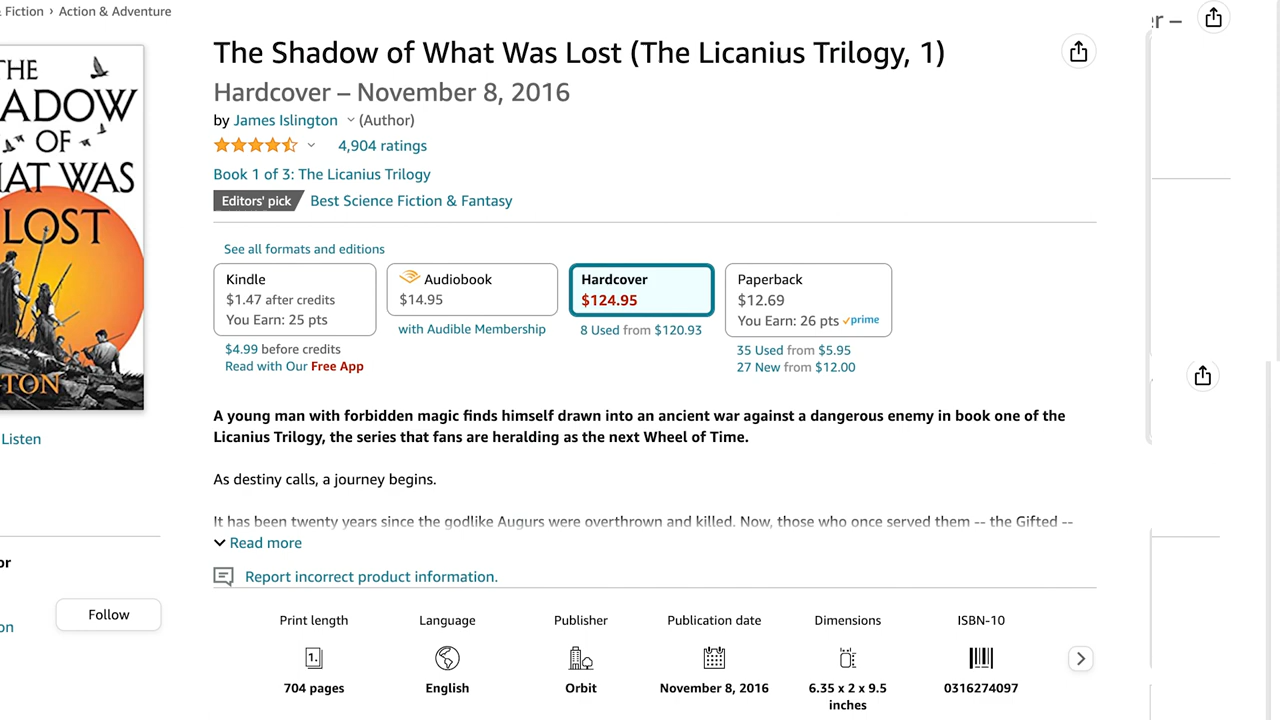 Fiction › Action & Adventure
THE
ADOW
OF
AT WAS
LOST
TON
Listen
or
on
Follow
The Shadow of What Was Lost (The Licanius Trilogy, 1)
Hardcover – November 8, 2016
by James Islington (Author)
4,904 ratings
Book 1 of 3: The Licanius Trilogy
Editors' pick Best Science Fiction & Fantasy
See all formats and editions
Kindle
$1.47 after credits
You Earn: 25 pts
$4.99 before credits
Read with Our Free App
Audiobook
$14.95
with Audible Membership
Hardcover
$124.95
8 Used from $120.93
Paperback
$12.69
You Earn: 26 pts prime
35 Used from $5.95
27 New from $12.00
A young man with forbidden magic finds himself drawn into an ancient war against a dangerous enemy in book one of the
Licanius Trilogy, the series that fans are heralding as the next Wheel of Time.
As destiny calls, a journey begins.
It has been twenty years since the godlike Augurs were overthrown and killed. Now, those who once served them -- the Gifted --
Read more
Report incorrect product information.
Print length
1.
704 pages
Language
English
Publisher
Orbit
Publication date
November 8, 2016
Dimensions
6.35 x 2 x 9.5
inches
ISBN-10
0316274097
r –